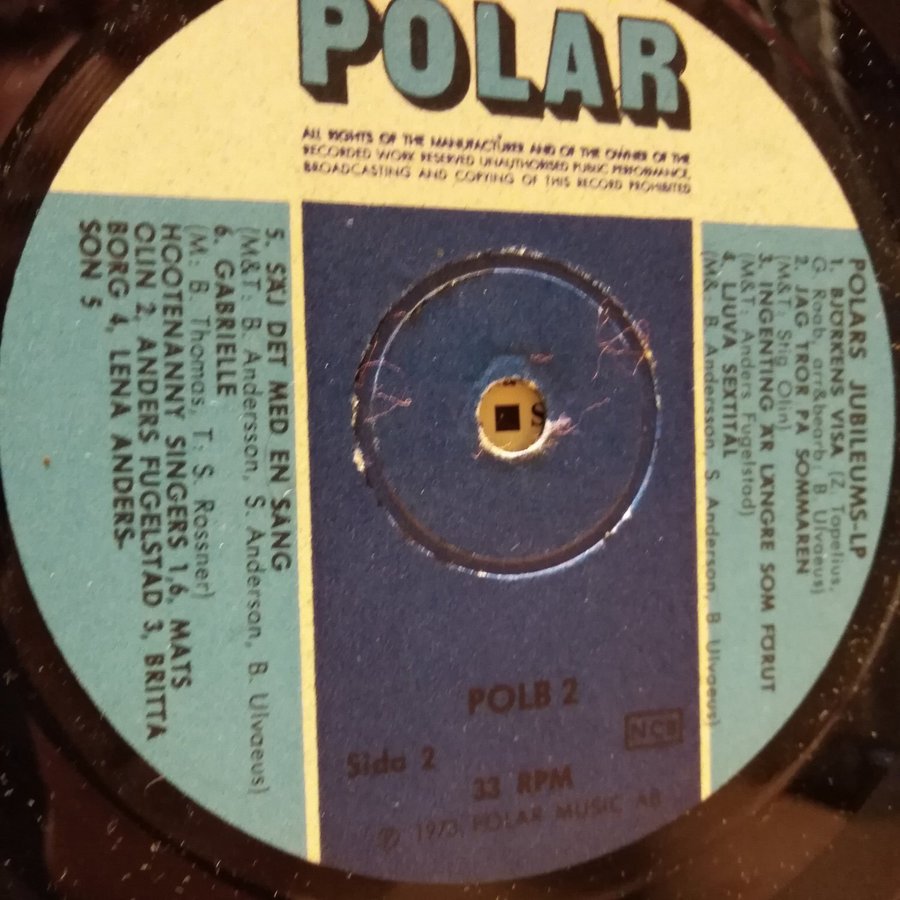 POLAR
ALL RIGHTS OF THE MANUFACTURER AND OF THE OWNER OF THE
RECORDED WORK RESERVED UNAUTHORISED PUBLIC PERFORMANCE,
BROADCASTING AND COPYING OF THIS RECORD PROHIBITED
POLARS JUBILEUMS-LP
1. BJÖRKENS VISA (Z. Topelius,
G. Raab, arr&bearb: B Ulvaeus)
2. JAG TROR PÅ SOMMAREN
(M&T: Stig Olin)
3. INGENTING ÄR LÄNGRE SOM FÖRUT
(M&T: Anders Fugelstad)
4. LJUVA SEXTITAL
(M&: B. Andersson, S Anderson, B Ulvaeus)
5. SÄJ DET MED EN SÅNG
(M&T: B. Andersson, S. Anderson, B. Ulvaeus)
6. GABRIELLE
(M: B. Thomas, T: S. Rossner)
HOOTENANNY SINGERS 1,6, MATS
OLIN 2, ANDERS FUGELSTAD 3, BRITTA
BORG 4, LENA ANDERS-
SON 5
POLB 2
NCB
Sida 2
33 RPM
℗ 1973, POLAR MUSIC AB